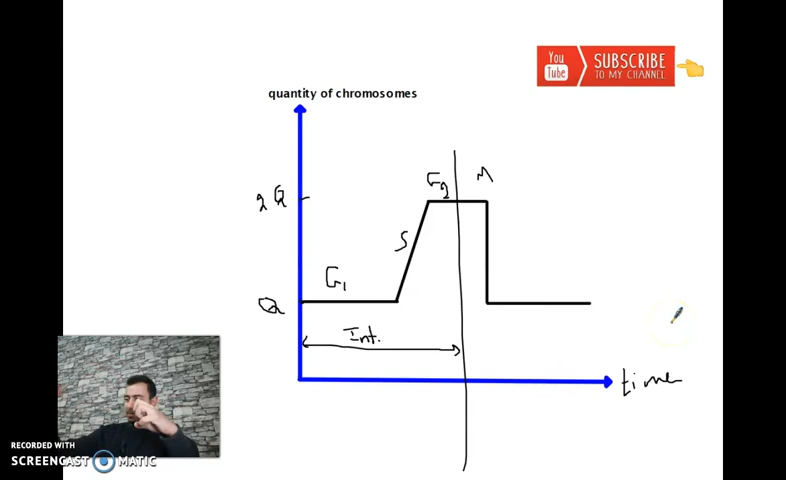 You
Tube
SUBSCRIBE
TO MY CHANNEL
quantity of chromosomes
G2
M
2Q
S
G1
Q
Int.
time
RECORDED WITH
SCREENCAST MATIC